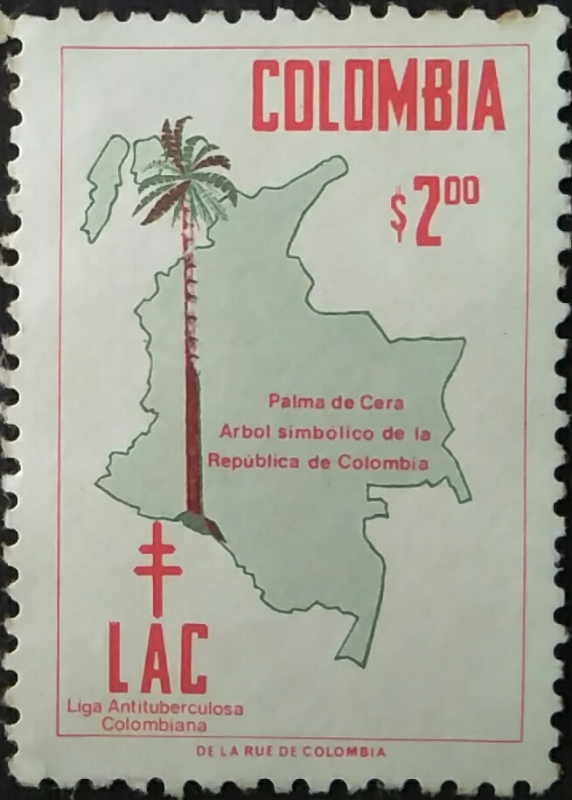 COLOMBIA
$2.00
Palma de Cera
Arbol simbólico de la
República de Colombia
LAC
Liga Antituberculosa
Colombiana
DE LA RUE DE COLOMBIA